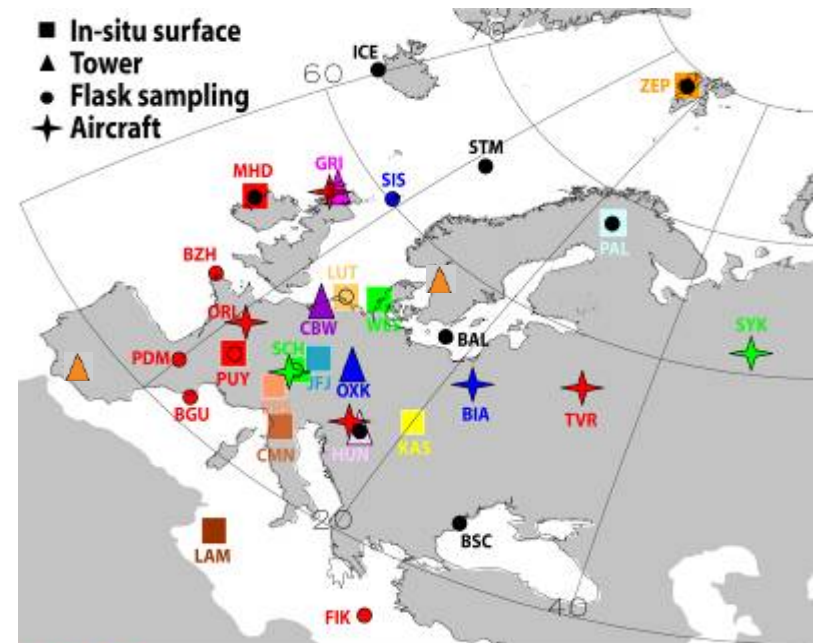 In-situ surface
Tower
Flask sampling
Aircraft
70
ICE
60
ZEP
STM
GRI
MHD
SIS
PAL
BZH
LUT
ORL
CBW
WES
SYK
BAL
SCH
PDM
PUY
JFJ
OXK
BGU
BIA
TVR
KAS
CMN
HUN
20
BSC
LAM
40
FIK